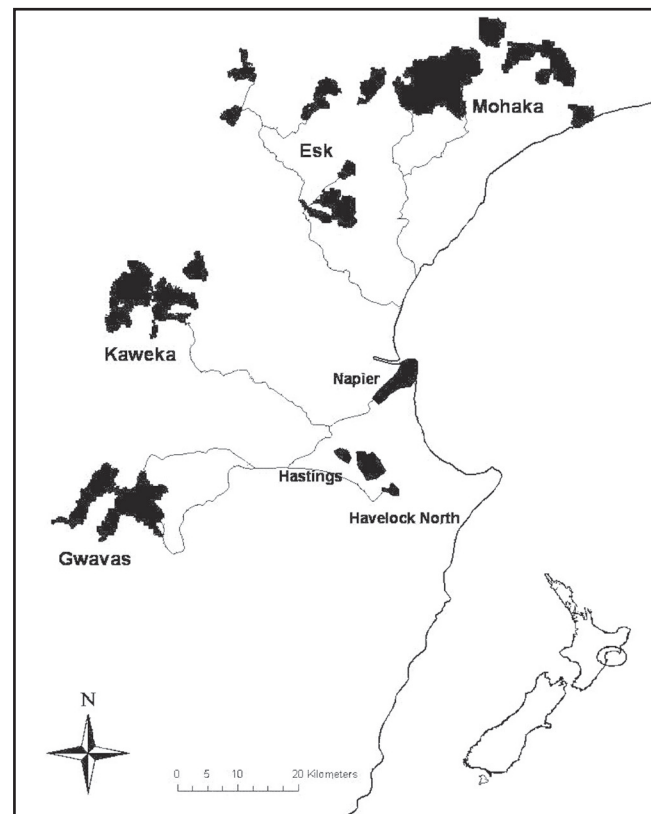 Mohaka
Esk
Kaweka
Napier
Hastings
Havelock North
Gwavas
N
0 5 10 20 Kilometers